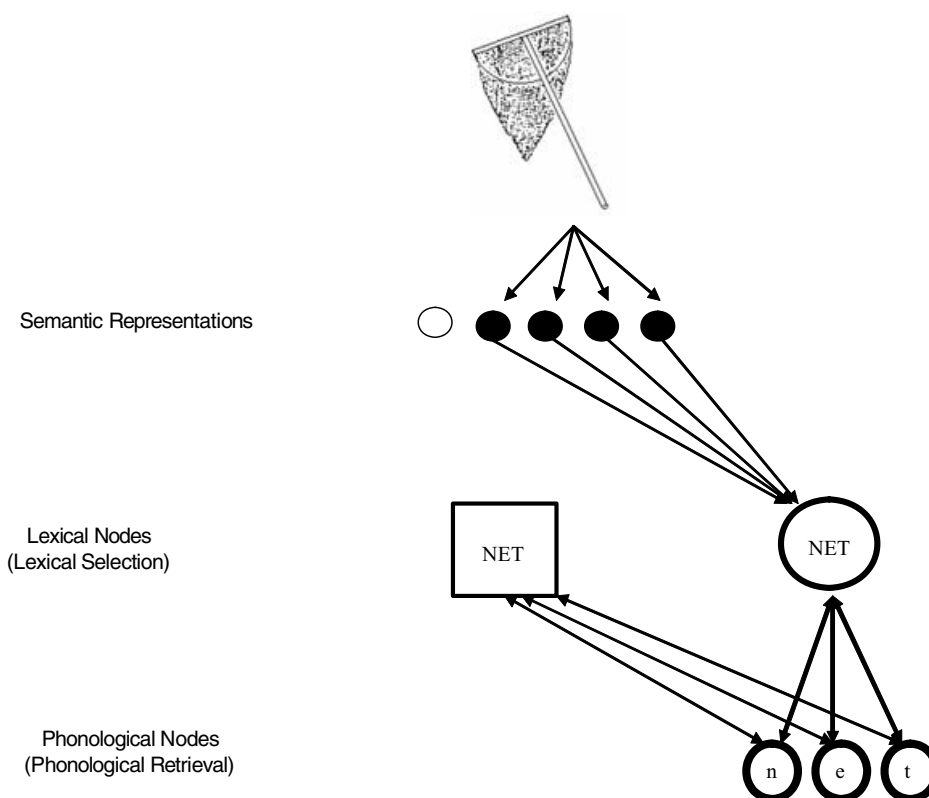 Semantic Representations
Lexical Nodes
(Lexical Selection)
NET
NET
Phonological Nodes
(Phonological Retrieval)
n e t